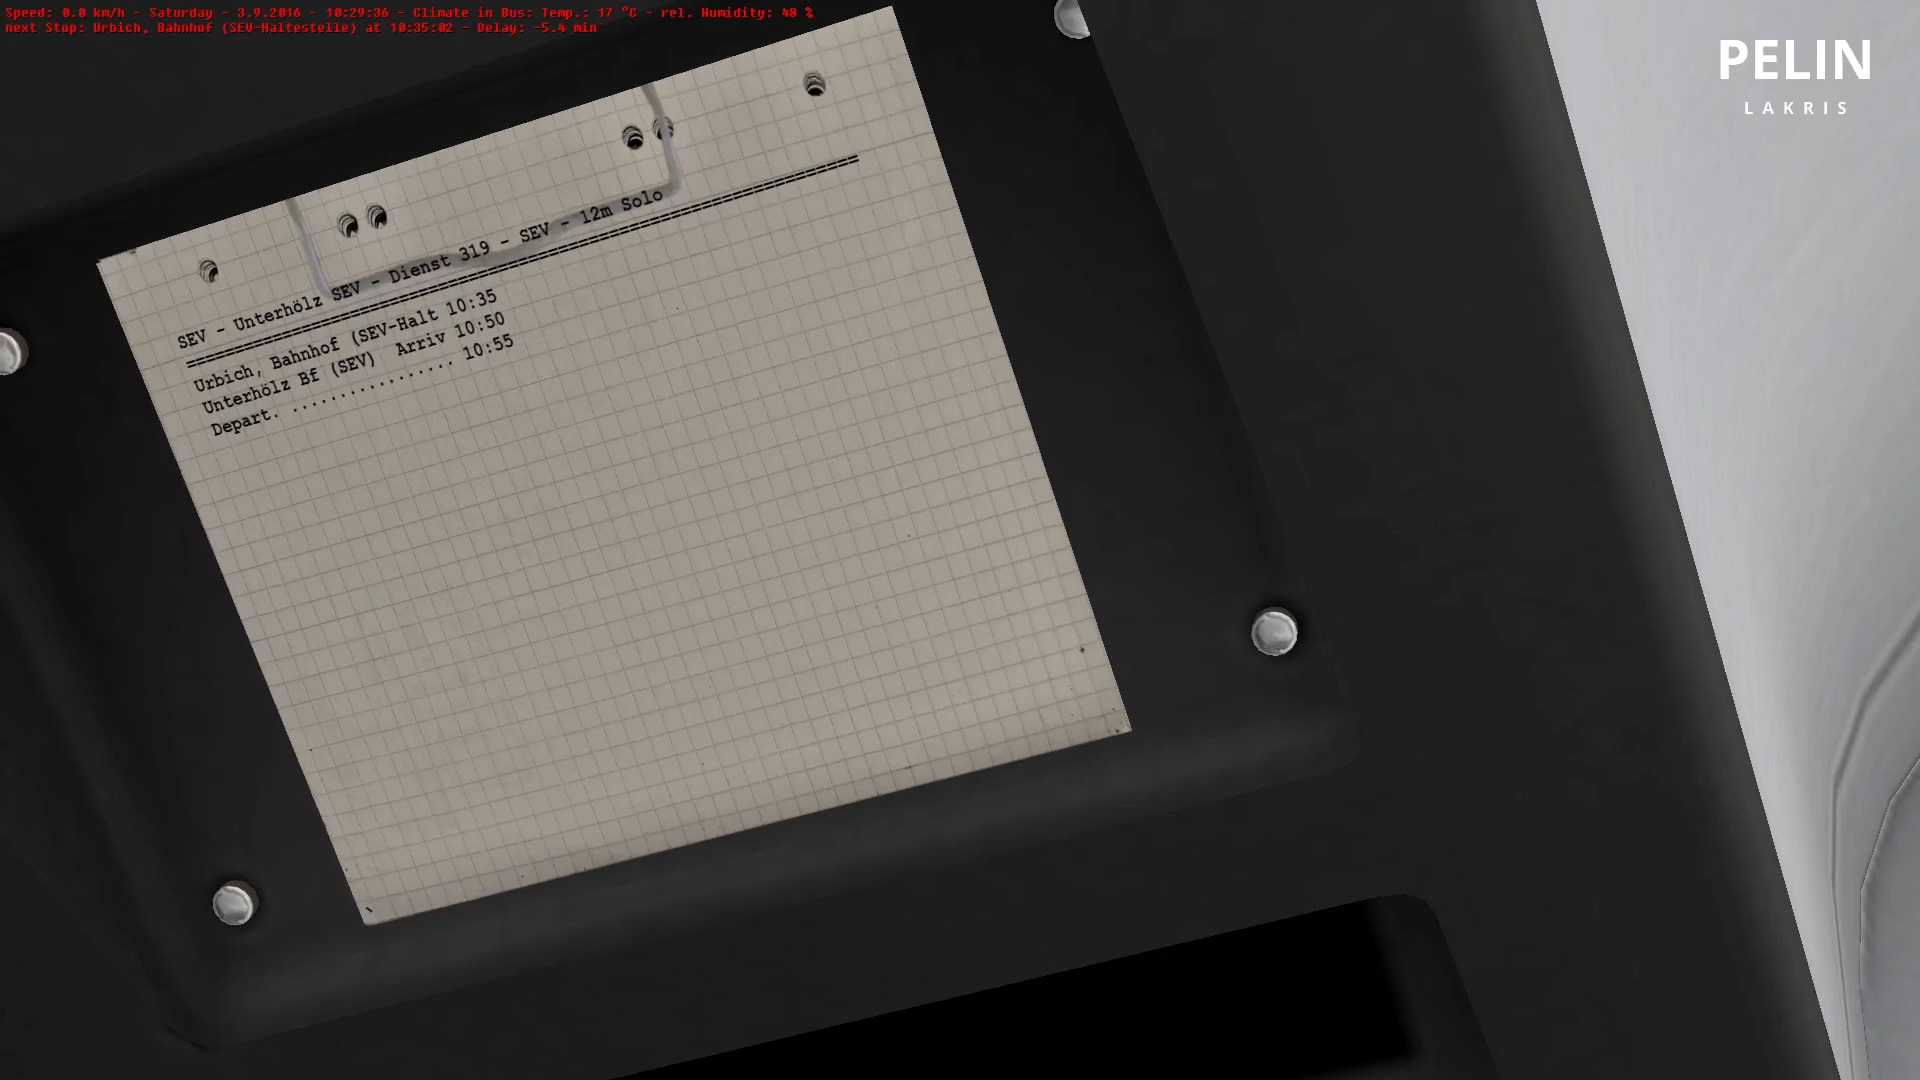 Speed: 0.0 km/h - Saturday - 3.9.2016 - 10:29:36 - Climate in Bus: Temp.: 17 °C - rel. Humidity: 48 %
next Stop: Urbich, Bahnhof (SEV-Haltestelle) at 10:35:02 - Delay: -5.4 min
PELIN
LAKRIS
SEV - Unterhölz SEV - Dienst 319 - SEV - 12m Solo
==============================================
Urbich, Bahnhof (SEV-Halt 10:35
Unterhölz Bf (SEV) Arriv 10:50
Depart. ................. 10:55